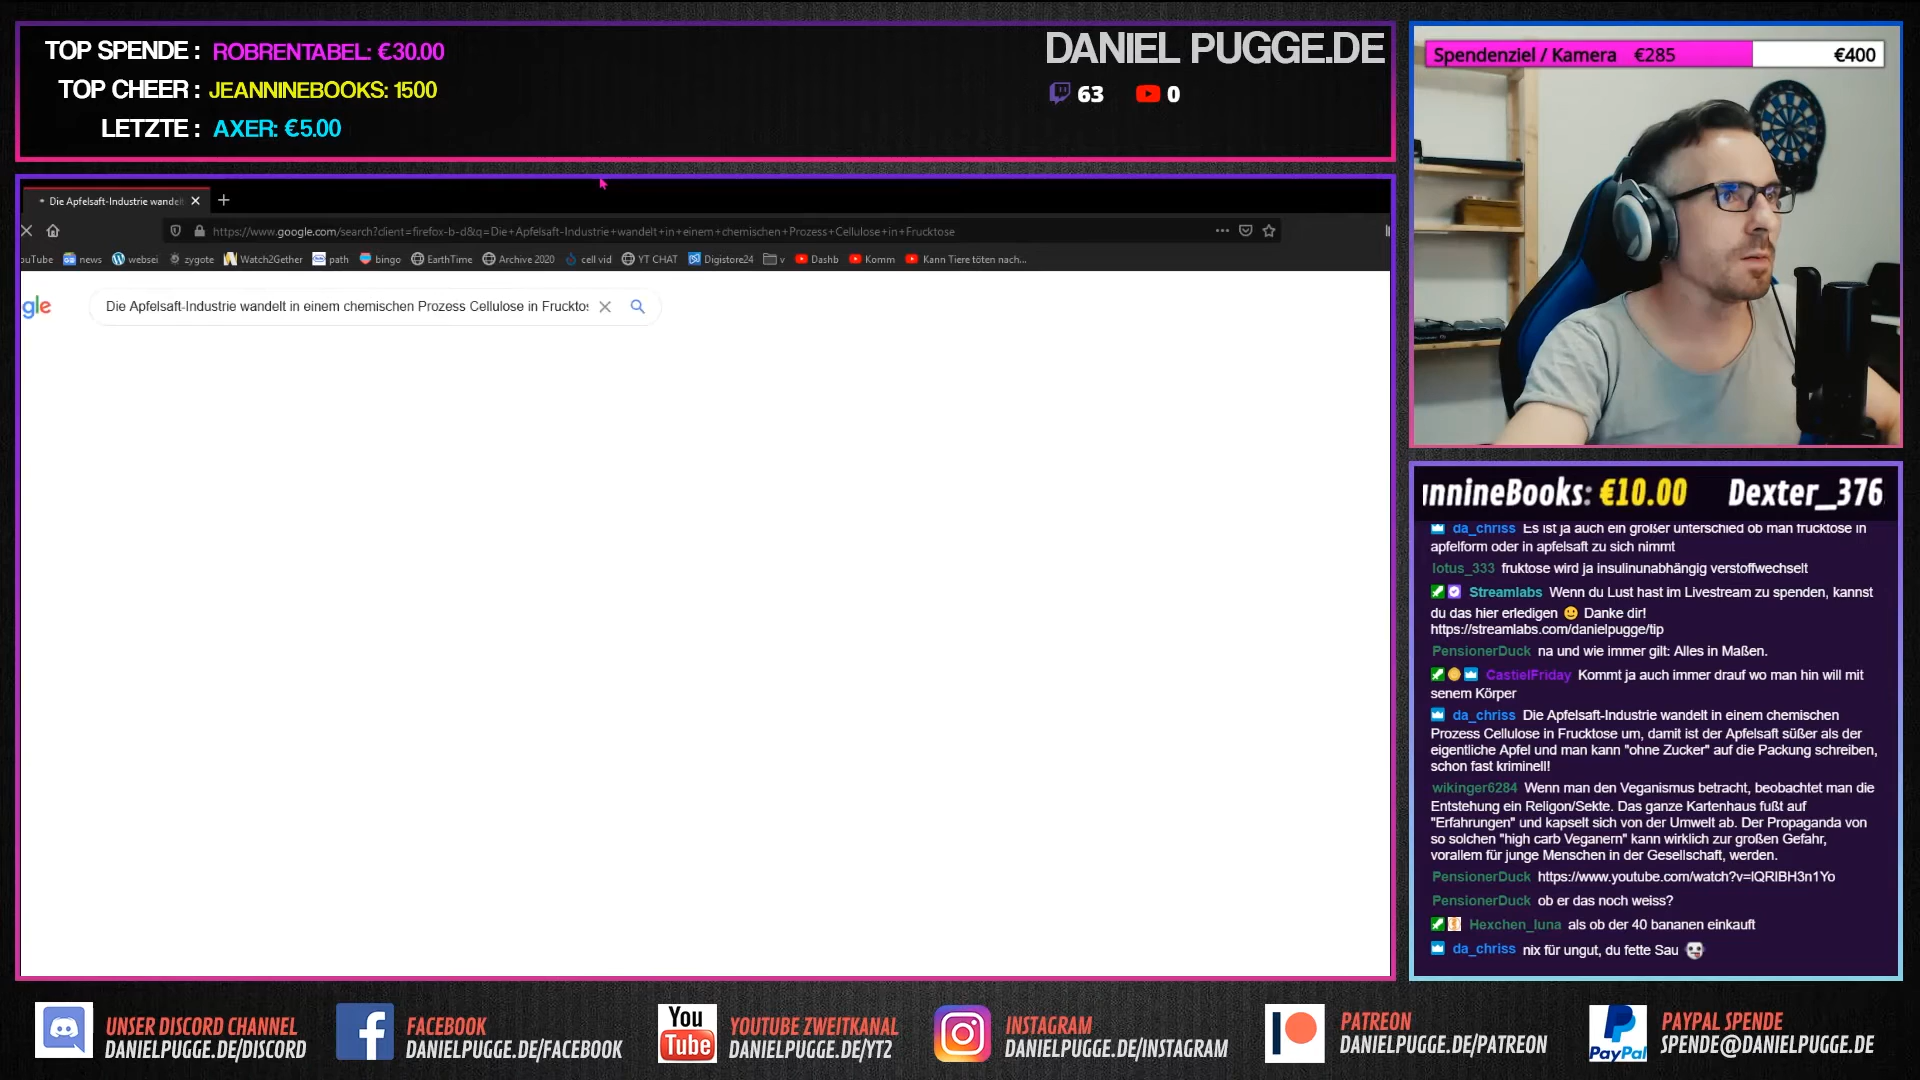 TOP SPENDE : ROBRENTABEL: €30.00
TOP CHEER : JEANNINEBOOKS: 1500
LETZTE : AXER: €5.00
DANIEL PUGGE.DE
63 0
Spendenziel / Kamera €285 €400
Die Apfelsaft-Industrie wandel
https://www.google.com/search?client=firefox-b-d&q=Die+Apfelsaft-Industrie+wandelt+in+einem+chemischen+Prozess+Cellulose+in+Frucktose
ouTube news websei zygote Watch2Gether path bingo EarthTime Archive 2020 cell vid YT CHAT Digistore24 v Dashb Komm Kann Tiere töten nach...
gle Die Apfelsaft-Industrie wandelt in einem chemischen Prozess Cellulose in Fruckto
nnineBooks: €10.00 Dexter_376
da_chriss Es ist ja auch ein großer unterschied ob man frucktose in
apfelform oder in apfelsaft zu sich nimmt
lotus_333 fruktose wird ja insulinunabhängig verstoffwechselt
Streamlabs Wenn du Lust hast im Livestream zu spenden, kannst
du das hier erledigen Danke dir!
https://streamlabs.com/danielpugge/tip
PensionerDuck na und wie immer gilt: Alles in Maßen.
CastielFriday Kommt ja auch immer drauf wo man hin will mit
senem Körper
da_chriss Die Apfelsaft-Industrie wandelt in einem chemischen
Prozess Cellulose in Frucktose um, damit ist der Apfelsaft süßer als der
eigentliche Apfel und man kann "ohne Zucker" auf die Packung schreiben,
schon fast kriminell!
wikinger6284 Wenn man den Veganismus betracht, beobachtet man die
Entstehung ein Religon/Sekte. Das ganze Kartenhaus fußt auf
"Erfahrungen" und kapselt sich von der Umwelt ab. Der Propaganda von
so solchen "high carb Veganern" kann wirklich zur großen Gefahr,
vorallem für junge Menschen in der Gesellschaft, werden.
PensionerDuck https://www.youtube.com/watch?v=lQRIBH3n1Yo
PensionerDuck ob er das noch weiss?
Hexchen_luna als ob der 40 bananen einkauft
da_chriss nix für ungut, du fette Sau
UNSER DISCORD CHANNEL
DANIELPUGGE.DE/DISCORD
FACEBOOK
DANIELPUGGE.DE/FACEBOOK
You
Tube
YOUTUBE ZWEITKANAL
DANIELPUGGE.DE/YT2
INSTAGRAM
DANIELPUGGE.DE/INSTAGRAM
PATREON
DANIELPUGGE.DE/PATREON
PayPal
PAYPAL SPENDE
SPENDE@DANIELPUGGE.DE